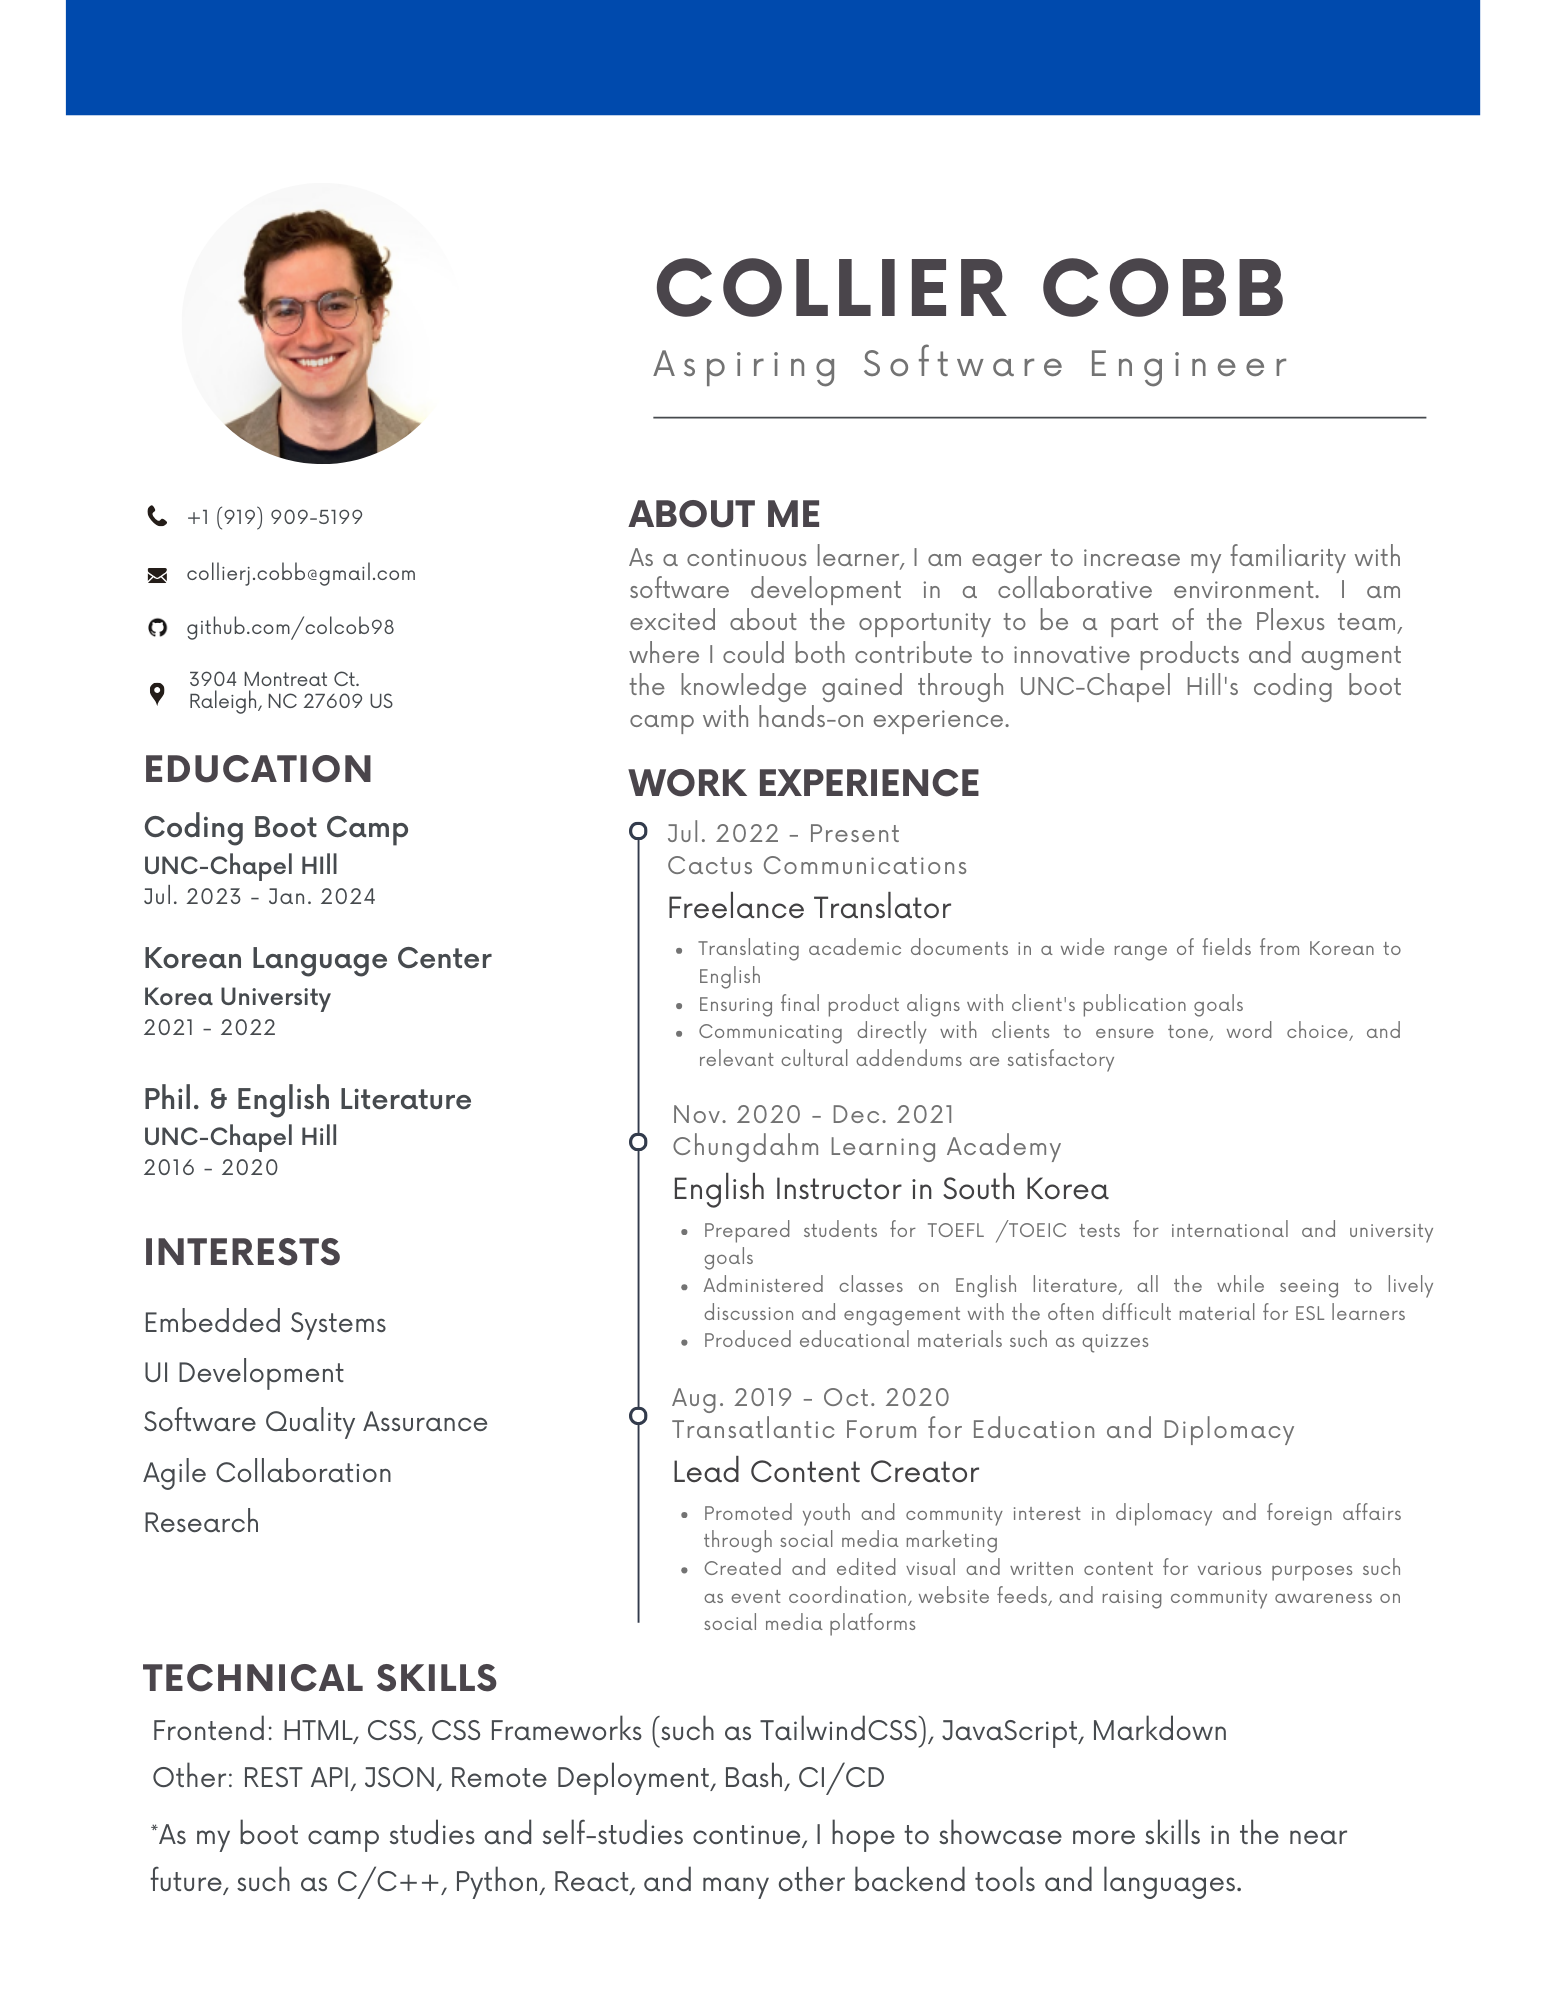 COLLIER COBB
Aspiring Software Engineer
+1 (919) 909-5199
collierj.cobb@gmail.com
github.com/colcob98
3904 Montreat Ct.
Raleigh, NC 27609 US
EDUCATION
Coding Boot Camp
UNC-Chapel HIll
Jul. 2023 - Jan. 2024
Korean Language Center
Korea University
2021 - 2022
Phil. & English Literature
UNC-Chapel Hill
2016 - 2020
INTERESTS
Embedded Systems
UI Development
Software Quality Assurance
Agile Collaboration
Research
ABOUT ME
As a continuous learner, I am eager to increase my familiarity with
software development in a collaborative environment. I am
excited about the opportunity to be a part of the Plexus team,
where I could both contribute to innovative products and augment
the knowledge gained through UNC-Chapel Hill's coding boot
camp with hands-on experience.
WORK EXPERIENCE
Jul. 2022 - Present
Cactus Communications
Freelance Translator
• Translating academic documents in a wide range of fields from Korean to
English
• Ensuring final product aligns with client's publication goals
• Communicating directly with clients to ensure tone, word choice, and
relevant cultural addendums are satisfactory
Nov. 2020 - Dec. 2021
Chungdahm Learning Academy
English Instructor in South Korea
• Prepared students for TOEFL /TOEIC tests for international and university
goals
• Administered classes on English literature, all the while seeing to lively
discussion and engagement with the often difficult material for ESL learners
• Produced educational materials such as quizzes
Aug. 2019 - Oct. 2020
Transatlantic Forum for Education and Diplomacy
Lead Content Creator
• Promoted youth and community interest in diplomacy and foreign affairs
through social media marketing
• Created and edited visual and written content for various purposes such
as event coordination, website feeds, and raising community awareness on
social media platforms
TECHNICAL SKILLS
Frontend: HTML, CSS, CSS Frameworks (such as TailwindCSS), JavaScript, Markdown
Other: REST API, JSON, Remote Deployment, Bash, CI/CD
*As my boot camp studies and self-studies continue, I hope to showcase more skills in the near
future, such as C/C++, Python, React, and many other backend tools and languages.